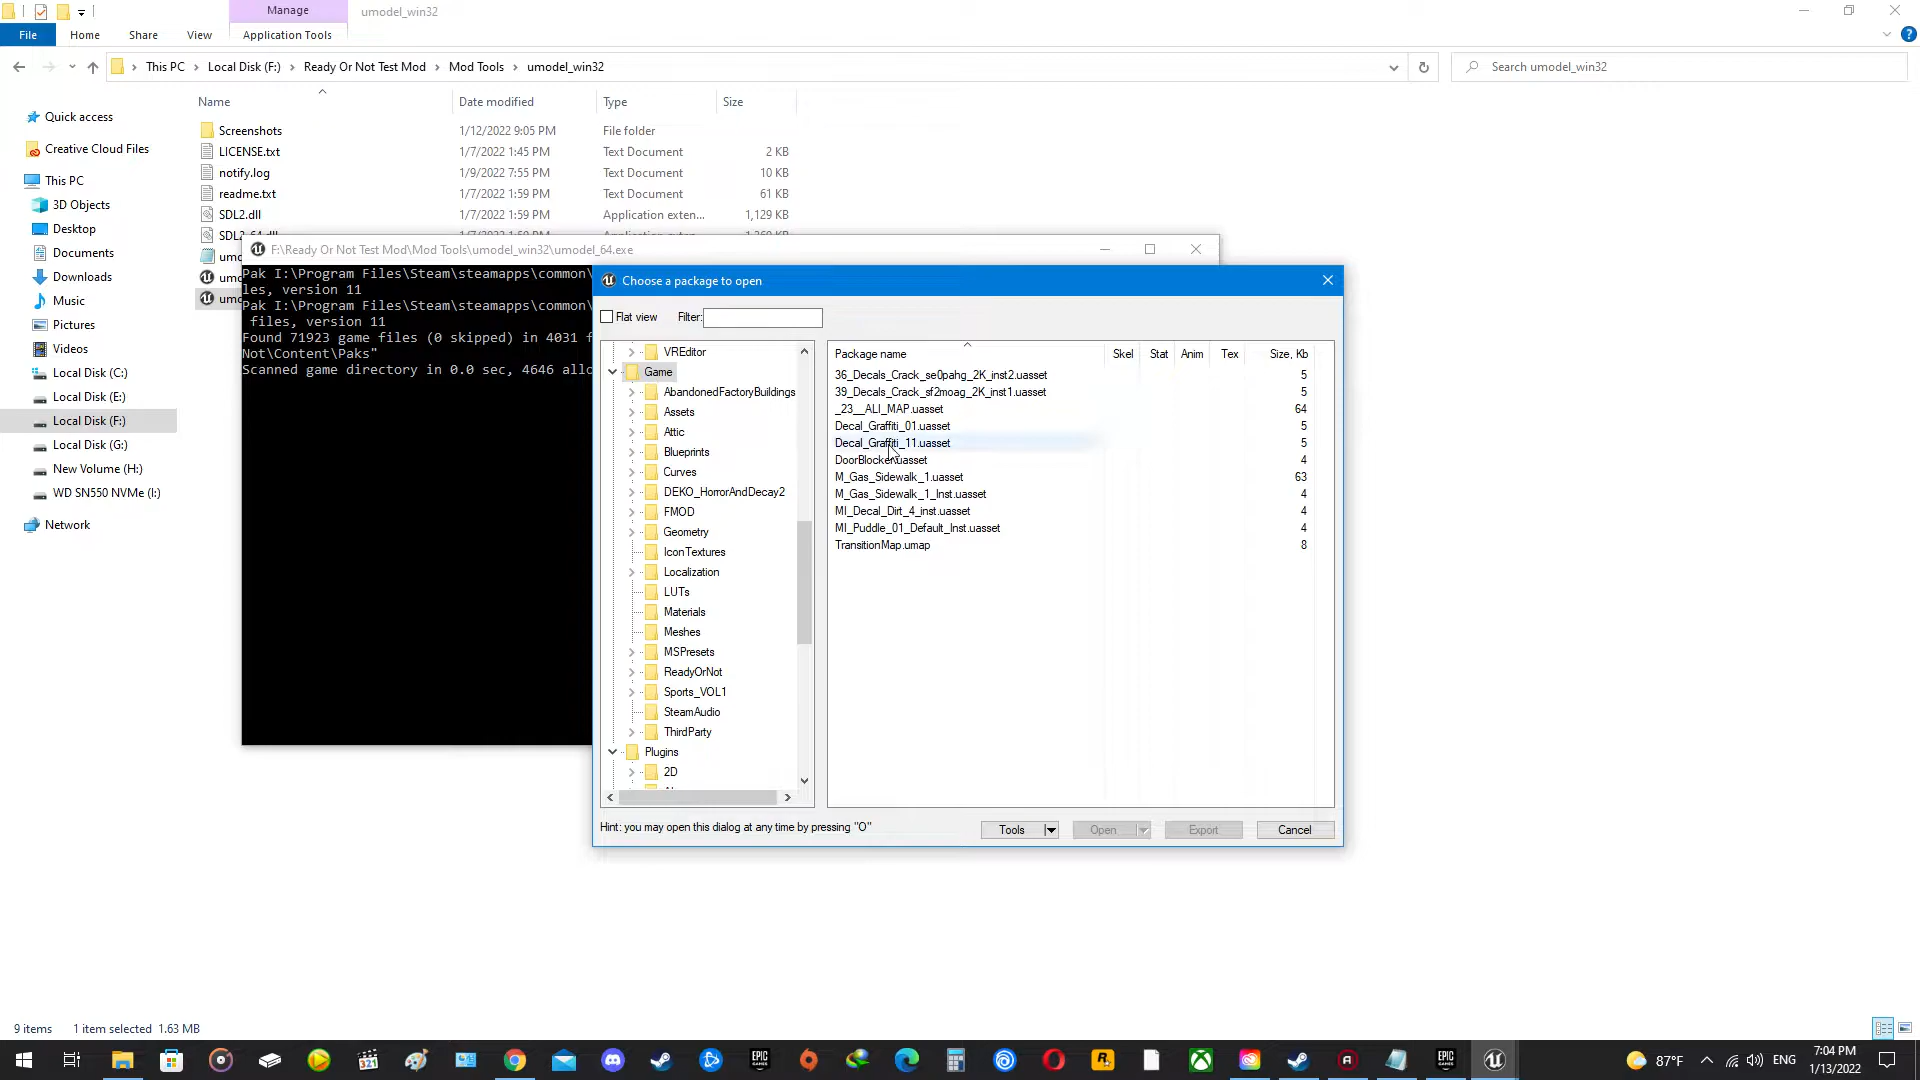 Manage
umodel_win32
File
Home
Share
View
Application Tools
This PC
Local Disk (F:)
Ready Or Not Test Mod
Mod Tools
umodel_win32
Search umodel_win32
Name
Date modified
Type
Size
Quick access
Creative Cloud Files
This PC
3D Objects
Desktop
Documents
Downloads
Music
Pictures
Videos
Local Disk (C:)
Local Disk (E:)
Local Disk (F:)
Local Disk (G:)
New Volume (H:)
WD SN550 NVMe (I:)
Network
Screenshots 1/12/2022 9:05 PM File folder
LICENSE.txt 1/7/2022 1:45 PM Text Document 2 KB
notify.log 1/9/2022 7:55 PM Text Document 10 KB
readme.txt 1/7/2022 1:59 PM Text Document 61 KB
SDL2.dll 1/7/2022 1:59 PM Application exten... 1,129 KB
F:\Ready Or Not Test Mod\Mod Tools\umodel_win32\umodel_64.exe
Pak I:\Program Files\Steam\steamapps\common\
les, version 11
Pak I:\Program Files\Steam\steamapps\common\
files, version 11
Found 71923 game files (0 skipped) in 4031 f
Not\Content\Paks"
Scanned game directory in 0.0 sec, 4646 allo
Choose a package to open
Flat view
Filter:
VREditor
Game
AbandonedFactoryBuildings
Assets
Attic
Blueprints
Curves
DEKO_HorrorAndDecay2
FMOD
Geometry
IconTextures
Localization
LUTs
Materials
Meshes
MSPresets
ReadyOrNot
Sports_VOL1
SteamAudio
ThirdParty
Plugins
2D
Package name Skel Stat Anim Tex Size, Kb
36_Decals_Crack_se0pahg_2K_inst2.uasset 5
39_Decals_Crack_sf2moag_2K_inst1.uasset 5
_23__ALI_MAP.uasset 64
Decal_Graffiti_01.uasset 5
Decal_Graffiti_11.uasset 5
DoorBlocker.uasset 4
M_Gas_Sidewalk_1.uasset 63
M_Gas_Sidewalk_1_Inst.uasset 4
MI_Decal_Dirt_4_inst.uasset 4
MI_Puddle_01_Default_Inst.uasset 4
TransitionMap.umap 8
Hint: you may open this dialog at any time by pressing "O"
Tools
Open
Export
Cancel
9 items
1 item selected 1.63 MB
87°F
ENG
7:04 PM
1/13/2022